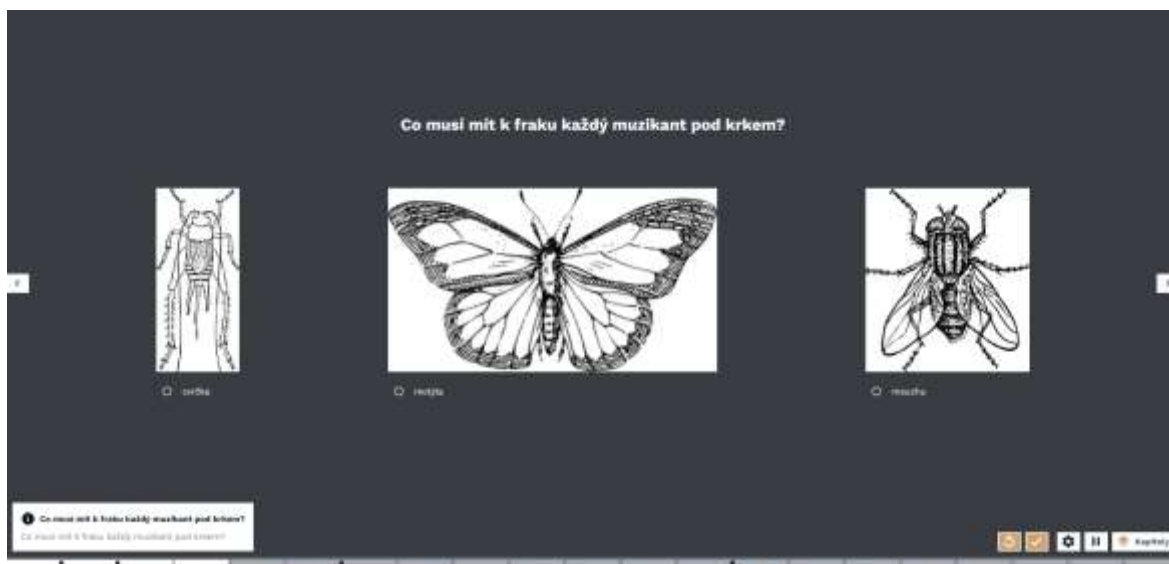 Co musí mít k fraku každý muzikant pod krkem?
cvrčka
motýla
mouchu
Co musí mít k fraku každý muzikant pod krkem?
Co musí mít k fraku každý muzikant pod krkem?
Kapitoly